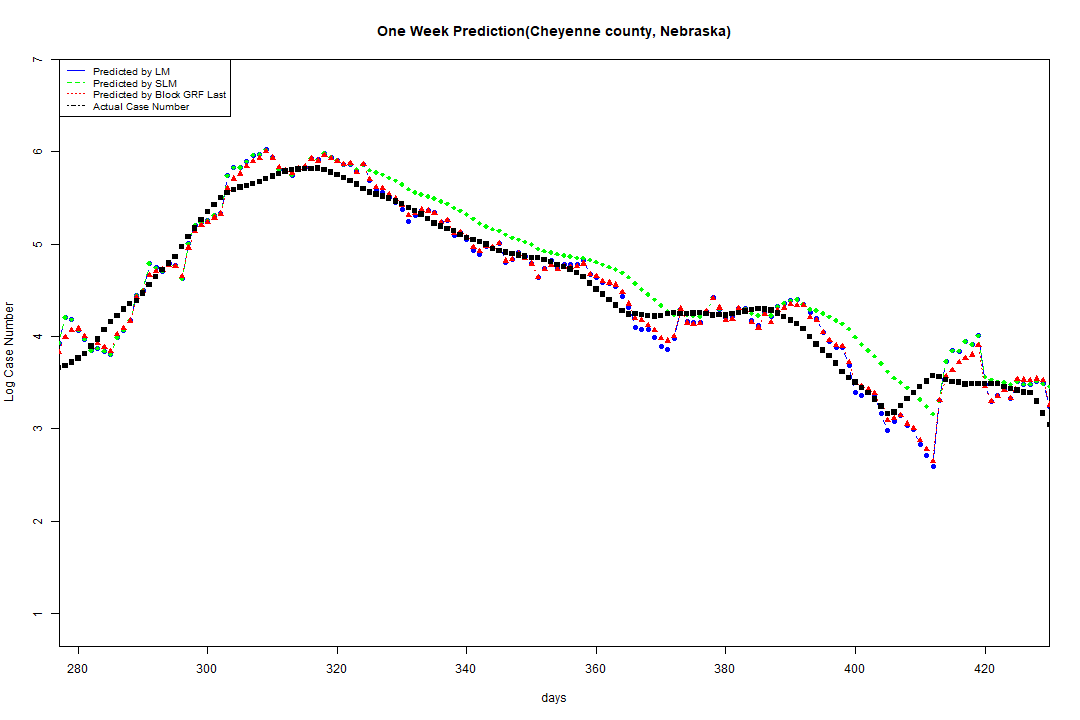 One Week Prediction(Cheyenne county, Nebraska)
Predicted by LM
Predicted by SLM
Predicted by Block GRF Last
Actual Case Number
7
6
5
4
3
2
1
Log Case Number
280 300 320 340 360 380 400 420
days